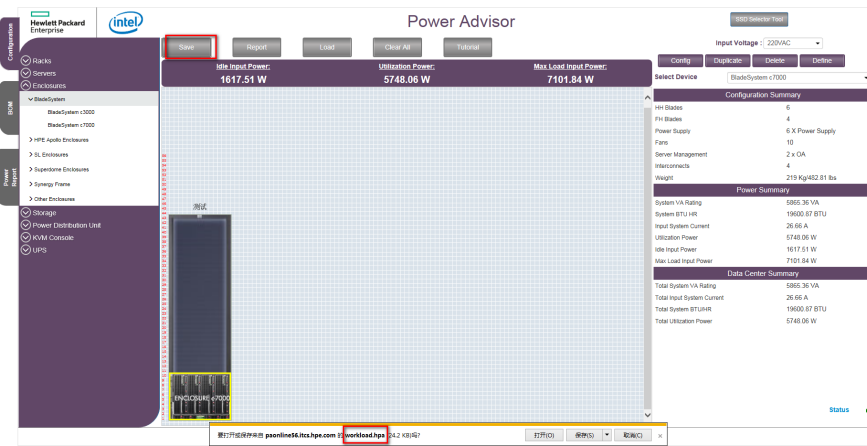 Hewlett Packard
Enterprise
intel
Power Advisor
SSD Selector Tool
Input Voltage : 220VAC
Save
Report
Load
Clear All
Tutorial
Config
Duplicate
Delete
Define
Configuration
BOM
Power
Report
Racks
Servers
Enclosures
BladeSystem
BladeSystem c3000
BladeSystem c7000
HPE Apollo Enclosures
SL Enclosures
Superdome Enclosures
Synergy Frame
Other Enclosures
Storage
Power Distribution Unit
KVM Console
UPS
Idle Input Power:
1617.51 W
Utilization Power:
5748.06 W
Max Load Input Power:
7101.84 W
测试
ENCLOSURE c7000
Select Device BladeSystem c7000
Configuration Summary
HH Blades 6
FH Blades 4
Power Supply 6 X Power Supply
Fans 10
Server Management 2 x OA
Interconnects 4
Weight 219 Kg/482.81 lbs
Power Summary
System VA Rating 5865.36 VA
System BTU HR 19600.87 BTU
Input System Current 26.66 A
Utilization Power 5748.06 W
Idle Input Power 1617.51 W
Max Load Input Power 7101.84 W
Data Center Summary
Total System VA Rating 5865.36 VA
Total Input System Current 26.66 A
Total System BTU/HR 19600.87 BTU
Total Utilization Power 5748.06 W
Status
要打开或保存来自 paonline56.itcs.hpe.com 的 workload.hpa (24.2 KB)吗?
打开(O)
保存(S)
取消(C)
×